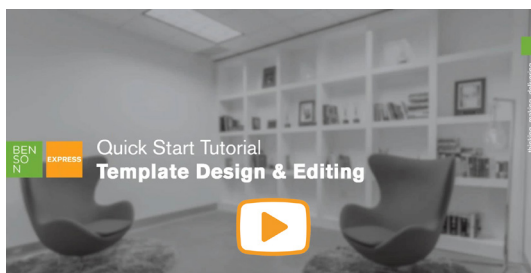 BEN
SO
N
EXPRESS
Quick Start Tutorial
Template Design & Editing